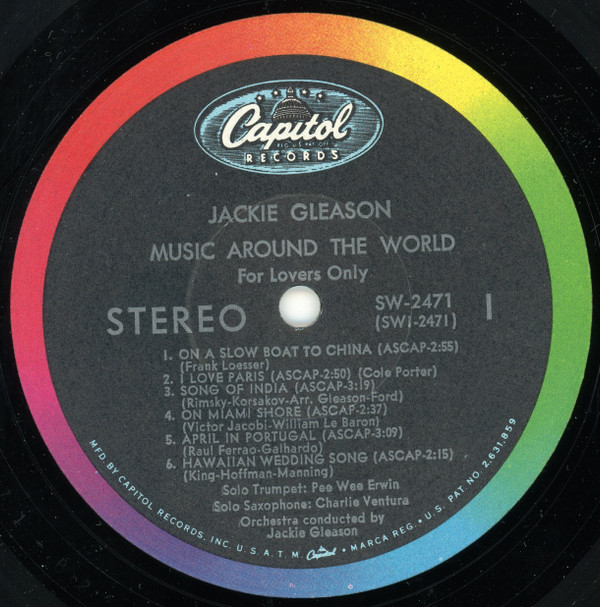 Capitol
REG. U.S. PAT. OFF.
RECORDS
JACKIE GLEASON
MUSIC AROUND THE WORLD
For Lovers Only
STEREO
SW-2471
(SW1-2471)
1
1. ON A SLOW BOAT TO CHINA (ASCAP-2:55)
(Frank Loesser)
2. I LOVE PARIS (ASCAP-2:50) (Cole Porter)
3. SONG OF INDIA (ASCAP-3:19)
(Rimsky-Korsakov-Arr. Gleason-Ford)
4. ON MIAMI SHORE (ASCAP-2:37)
(Victor Jacobi-William Le Baron)
5. APRIL IN PORTUGAL (ASCAP-3:09)
(Raul Ferrao-Galhardo)
6. HAWAIIAN WEDDING SONG (ASCAP-2:15)
(King-Hoffman-Manning)
Solo Trumpet: Pee Wee Erwin
Solo Saxophone: Charlie Ventura
Orchestra conducted by
Jackie Gleason
MFD. BY CAPITOL RECORDS, INC. U.S.A. T.M. Capitol • MARCA REG. • U.S. PAT. NO. 2,631,859